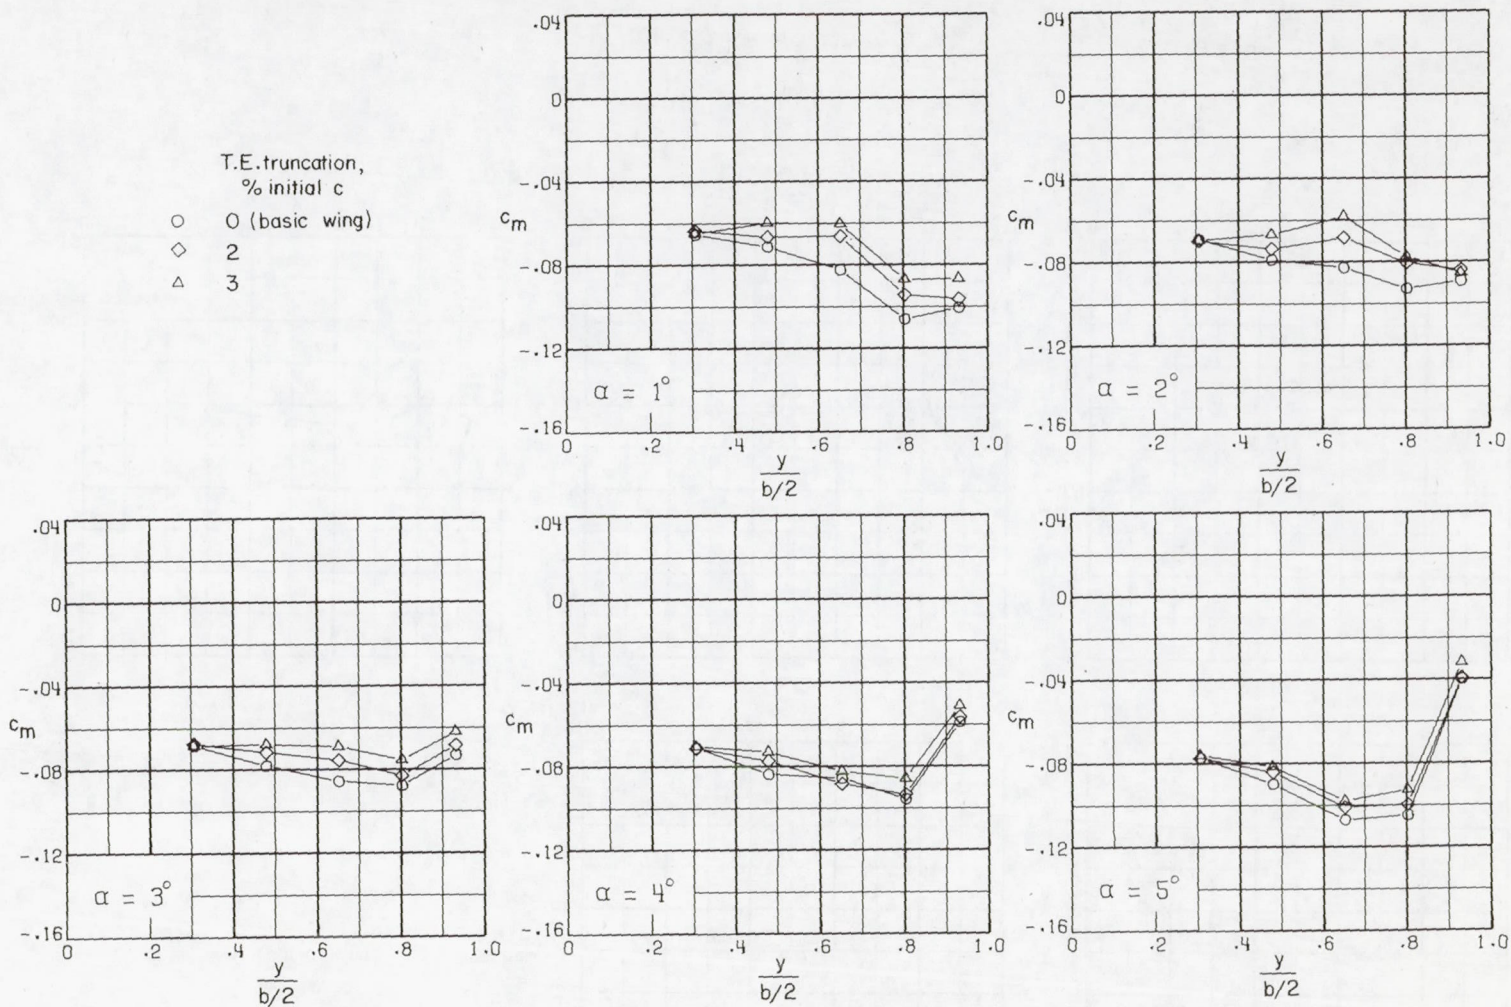 T.E. truncation,
% initial c
0 (basic wing)
2
3
.04
0
-.04
cm
-.08
-.12
-.16
α = 1°
0 .2 .4 .6 .8 1.0
y
b/2
.04
0
-.04
cm
-.08
-.12
-.16
α = 2°
0 .2 .4 .6 .8 1.0
y
b/2
.04
0
-.04
cm
-.08
-.12
-.16
α = 3°
0 .2 .4 .6 .8 1.0
y
b/2
.04
0
-.04
cm
-.08
-.12
-.16
α = 4°
0 .2 .4 .6 .8 1.0
y
b/2
.04
0
-.04
cm
-.08
-.12
-.16
α = 5°
0 .2 .4 .6 .8 1.0
y
b/2